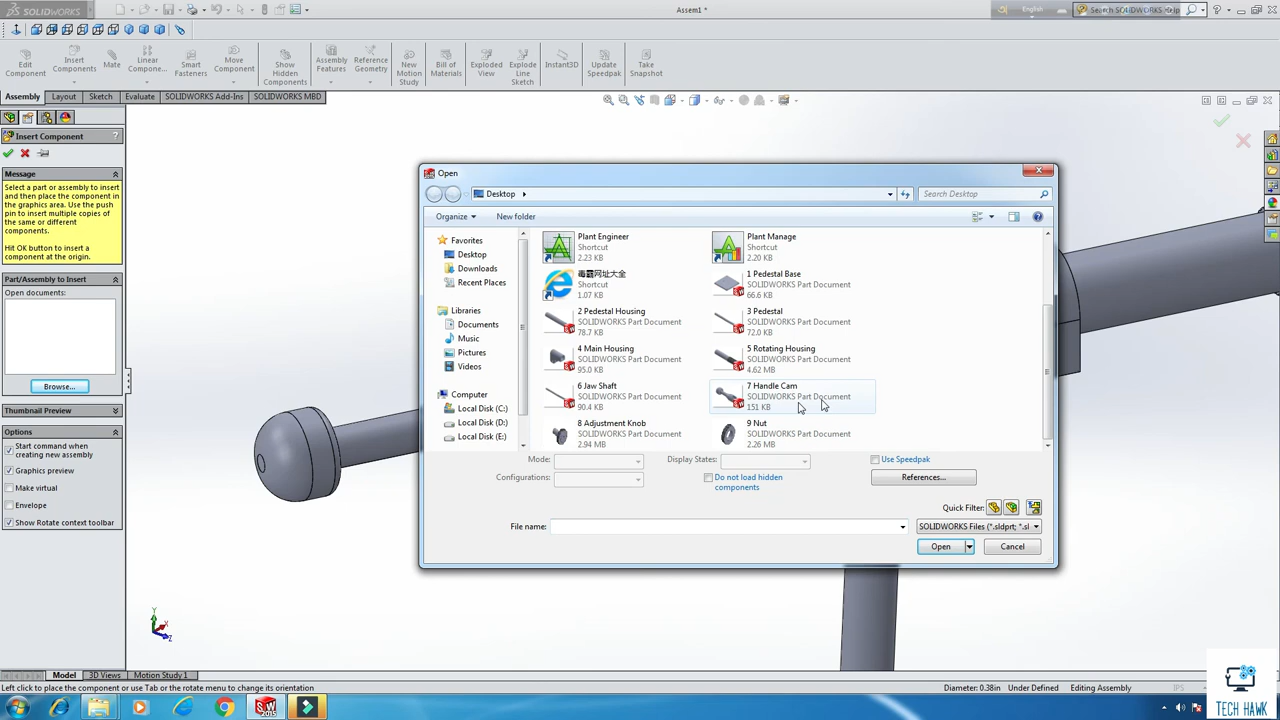 SOLIDWORKS
Assem1 *
English
Search SOLIDWORKS Help
Edit
Component
Insert
Components
Mate
Linear
Compone...
Smart
Fasteners
Move
Component
Show
Hidden
Components
Assembly
Features
Reference
Geometry
New
Motion
Study
Bill of
Materials
Exploded
View
Explode
Line
Sketch
Instant3D
Update
Speedpak
Take
Snapshot
Assembly
Layout
Sketch
Evaluate
SOLIDWORKS Add-Ins
SOLIDWORKS MBD
Insert Component
?
Message
Select a part or assembly to insert
and then place the component in
the graphics area. Use the push
pin to insert multiple copies of
the same or different
components.
Hit OK button to insert a
component at the origin.
Part/Assembly to Insert
Open documents:
Browse...
Thumbnail Preview
Options
Start command when
creating new assembly
Graphics preview
Make virtual
Envelope
Show Rotate context toolbar
Open
Desktop
Search Desktop
Organize
New folder
Favorites
Desktop
Downloads
Recent Places
Libraries
Documents
Music
Pictures
Videos
Computer
Local Disk (C:)
Local Disk (D:)
Local Disk (E:)
Plant Engineer
Shortcut
2.23 KB
Plant Manage
Shortcut
2.20 KB
Shortcut
1.07 KB
1 Pedestal Base
SOLIDWORKS Part Document
66.6 KB
2 Pedestal Housing
SOLIDWORKS Part Document
78.7 KB
3 Pedestal
SOLIDWORKS Part Document
72.0 KB
4 Main Housing
SOLIDWORKS Part Document
95.0 KB
5 Rotating Housing
SOLIDWORKS Part Document
4.62 MB
6 Jaw Shaft
SOLIDWORKS Part Document
90.4 KB
7 Handle Cam
SOLIDWORKS Part Document
151 KB
8 Adjustment Knob
SOLIDWORKS Part Document
2.94 MB
9 Nut
SOLIDWORKS Part Document
2.26 MB
Mode:
Display States:
Use Speedpak
Configurations:
Do not load hidden
components
References...
Quick Filter:
File name:
SOLIDWORKS Files (*.sldprt; *.sl
Open
Cancel
Y
X
Z
Model
3D Views
Motion Study 1
Left click to place the component or use Tab or the rotate menu to change its orientation
Diameter: 0.38in
Under Defined
Editing Assembly
IPS
SW
2015
TECH HAWK